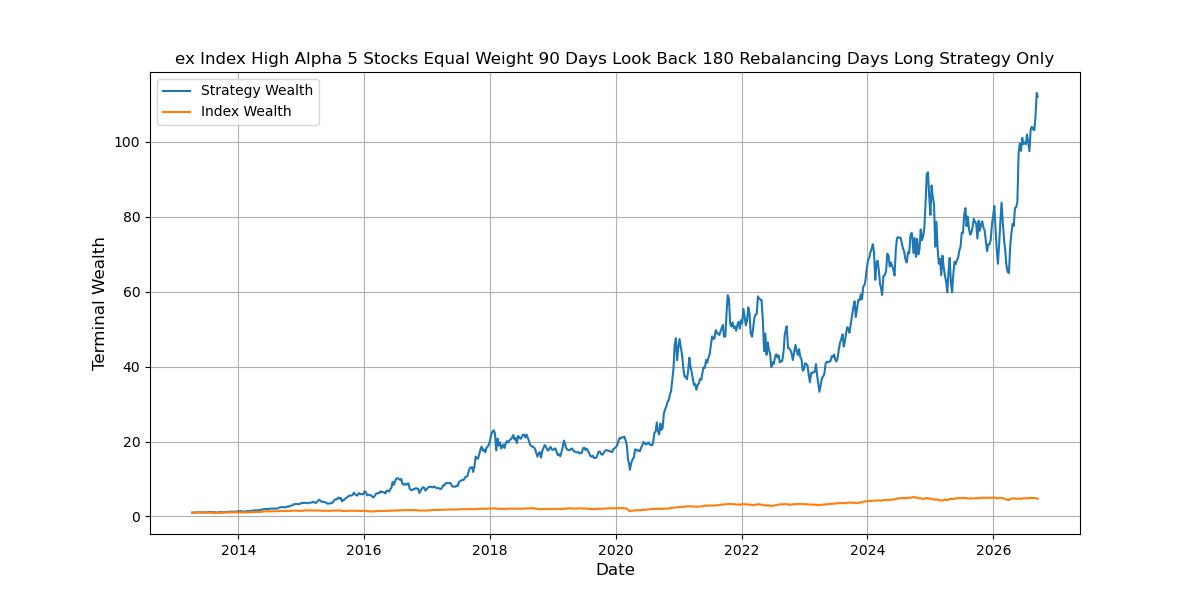 ex Index High Alpha 5 Stocks Equal Weight 90 Days Look Back 180 Rebalancing Days Long Strategy Only
Strategy Wealth
Index Wealth
Terminal Wealth
100
80
60
40
20
0
2014 2016 2018 2020 2022 2024 2026
Date